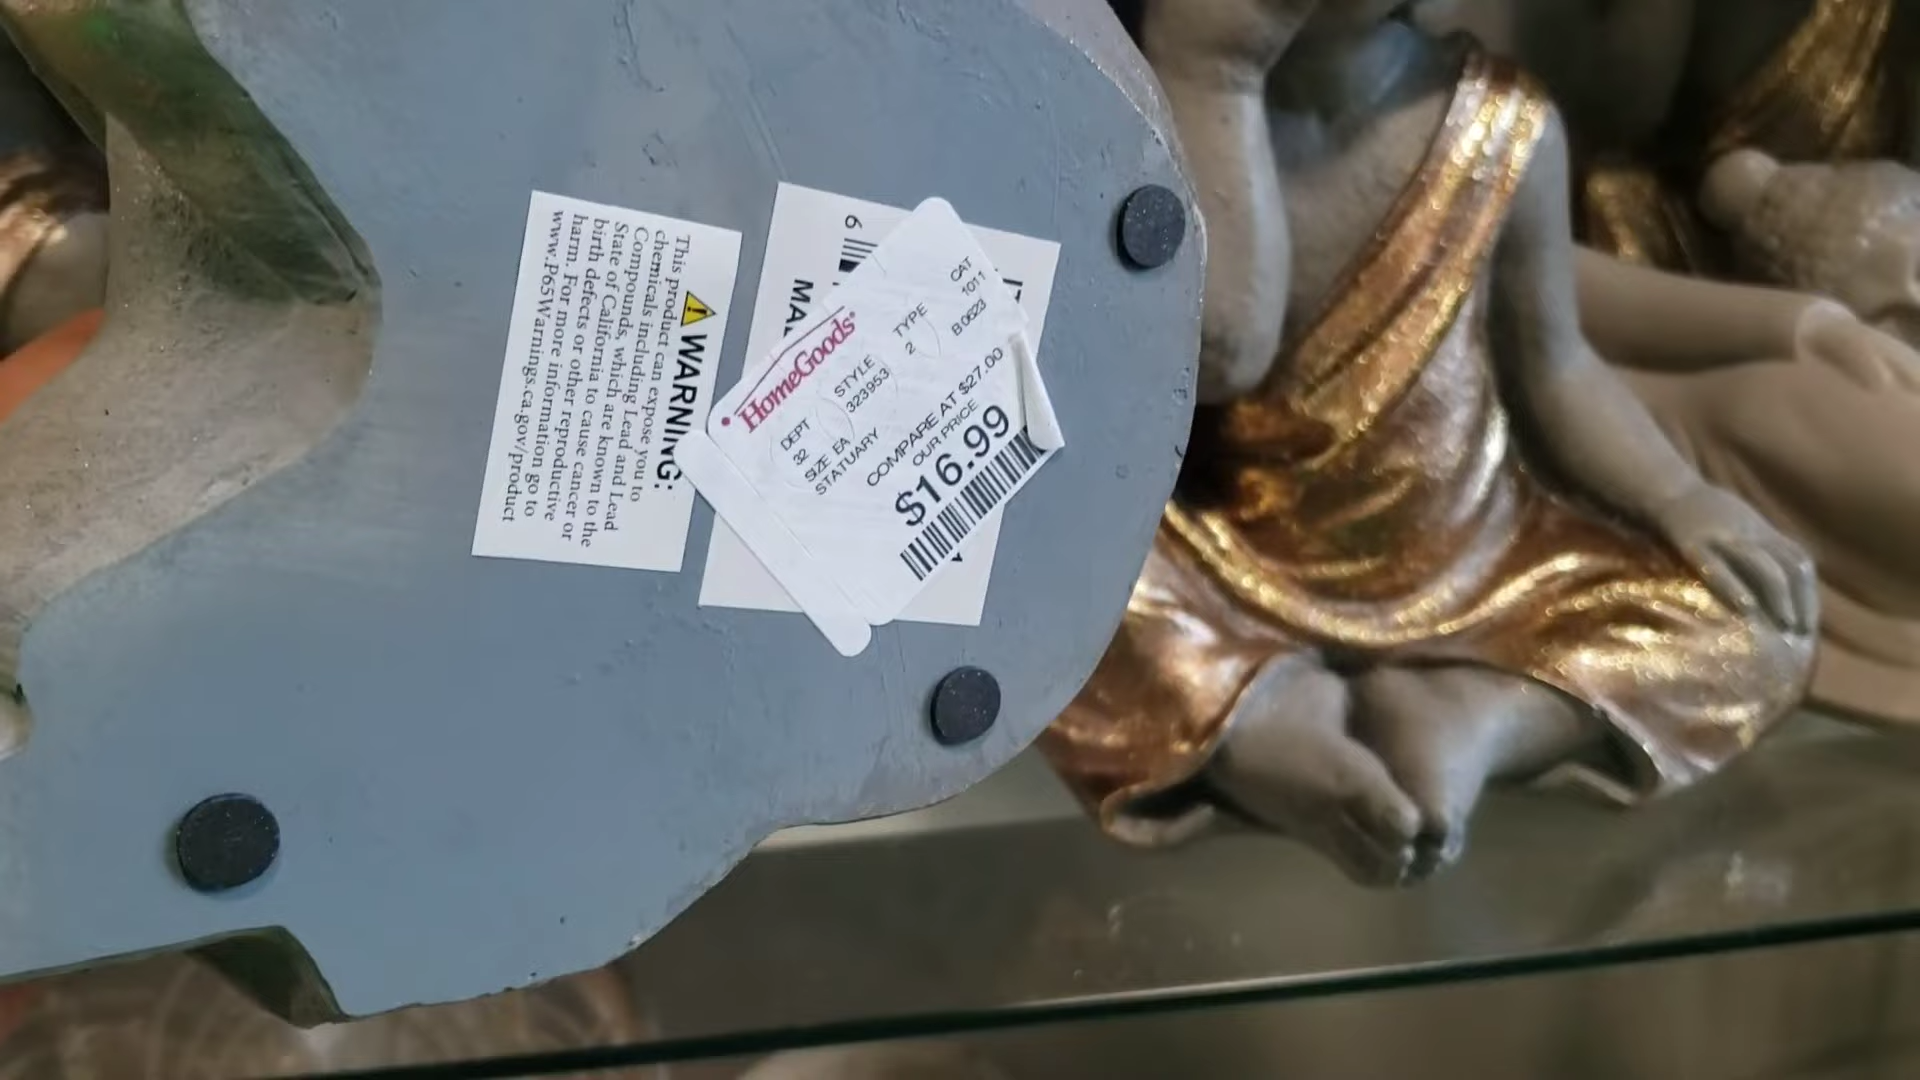 ⚠ WARNING:
This product can expose you to
chemicals including Lead and Lead
Compounds, which are known to the
State of California to cause cancer or
birth defects or other reproductive
harm. For more information go to
www.P65Warnings.ca.gov/product
6
HomeGoods®
DEPT STYLE TYPE CAT
32 323953 2 1011
SIZE EA B0623
STATUARY
COMPARE AT $27.00
OUR PRICE
$16.99